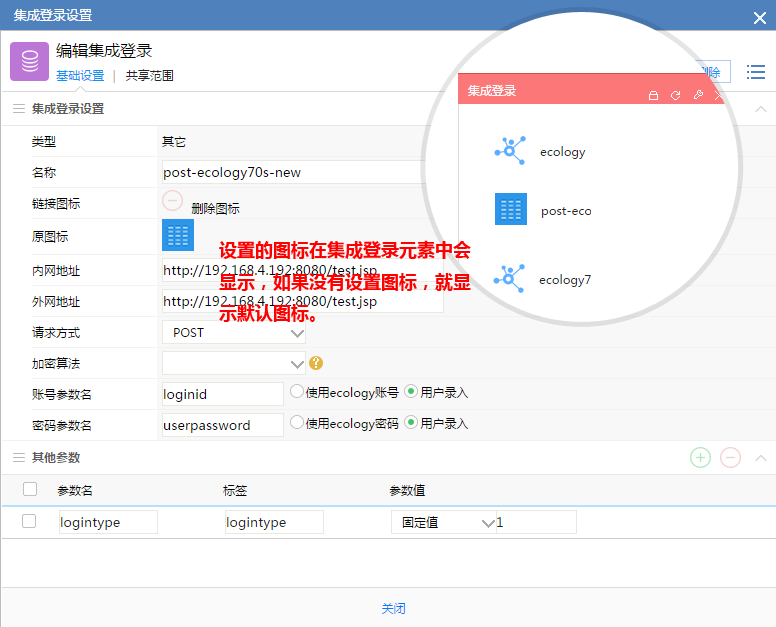 集成登录设置
编辑集成登录
基础设置 | 共享范围
删除
集成登录设置
类型 其它
名称 post-ecology70s-new
链接图标 删除图标
原图标
内网地址 http://192.168.4.192:8080/test.jsp
外网地址 http://192.168.4.192:8080/test.jsp
请求方式 POST
加密算法
账号参数名 loginid 使用ecology账号 用户录入
密码参数名 userpassword 使用ecology密码 用户录入
设置的图标在集成登录元素中会
显示，如果没有设置图标，就显
示默认图标。
集成登录
ecology
post-eco
ecology7
其他参数
参数名 标签 参数值
logintype logintype 固定值 1
关闭